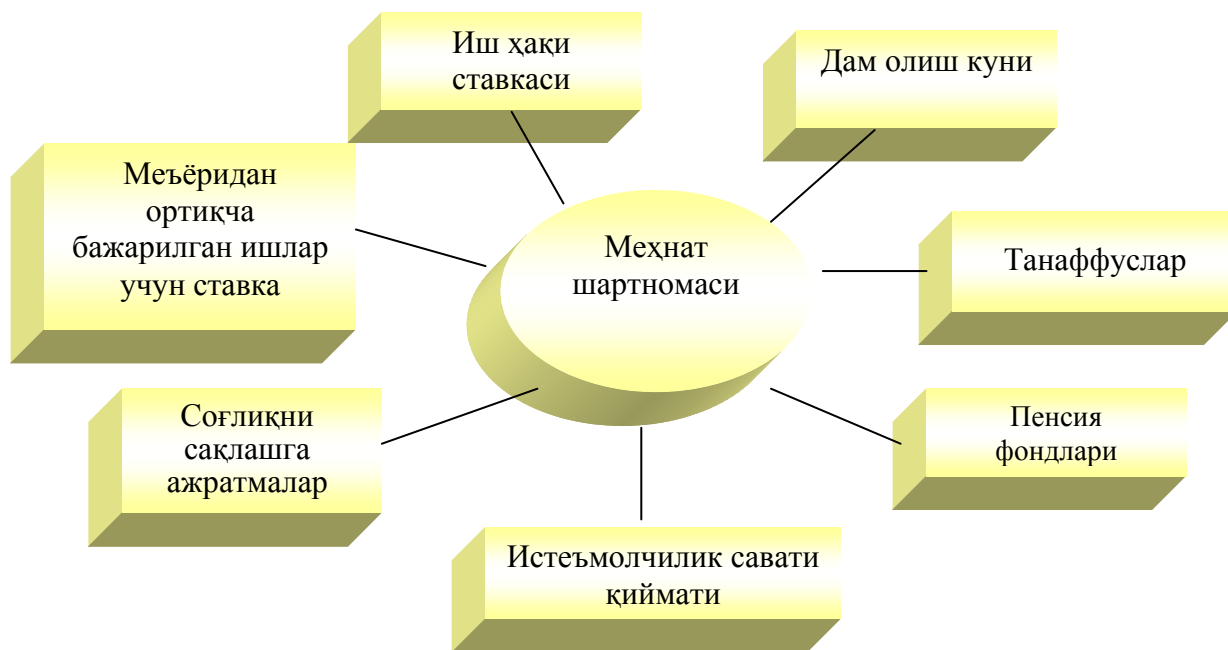 Иш ҳақи
ставкаси
Дам олиш куни
Меъёридан
ортиқча
бажарилган ишлар
учун ставка
Меҳнат
шартномаси
Танаффуслар
Соғлиқни
сақлашга
ажратмалар
Пенсия
фондлари
Истеъмолчилик савати
қиймати